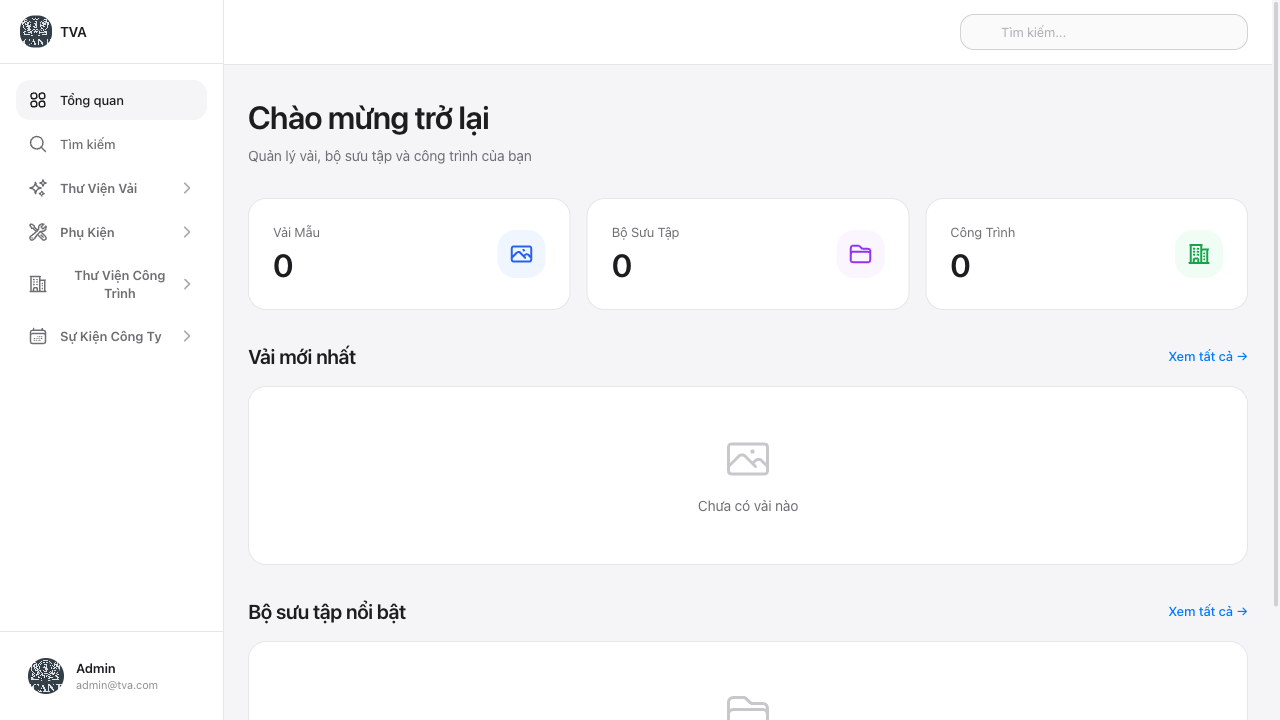 TVA
Tìm kiếm...
Tổng quan
Tìm kiếm
Thư Viện Vải
Phụ Kiện
Thư Viện Công
Trình
Sự Kiện Công Ty
Admin
admin@tva.com
Chào mừng trở lại
Quản lý vải, bộ sưu tập và công trình của bạn
Vải Mẫu
0
Bộ Sưu Tập
0
Công Trình
0
Vải mới nhất
Xem tất cả →
Chưa có vải nào
Bộ sưu tập nổi bật
Xem tất cả →